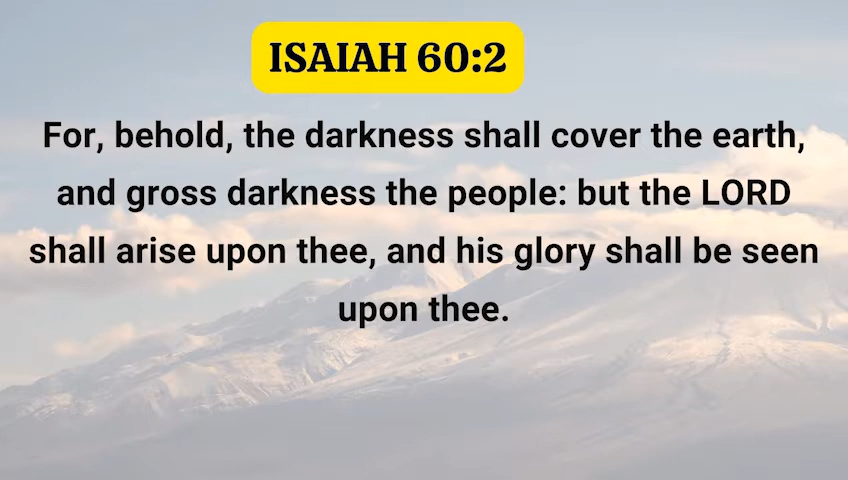 ISAIAH 60:2
For, behold, the darkness shall cover the earth,
and gross darkness the people: but the LORD
shall arise upon thee, and his glory shall be seen
upon thee.